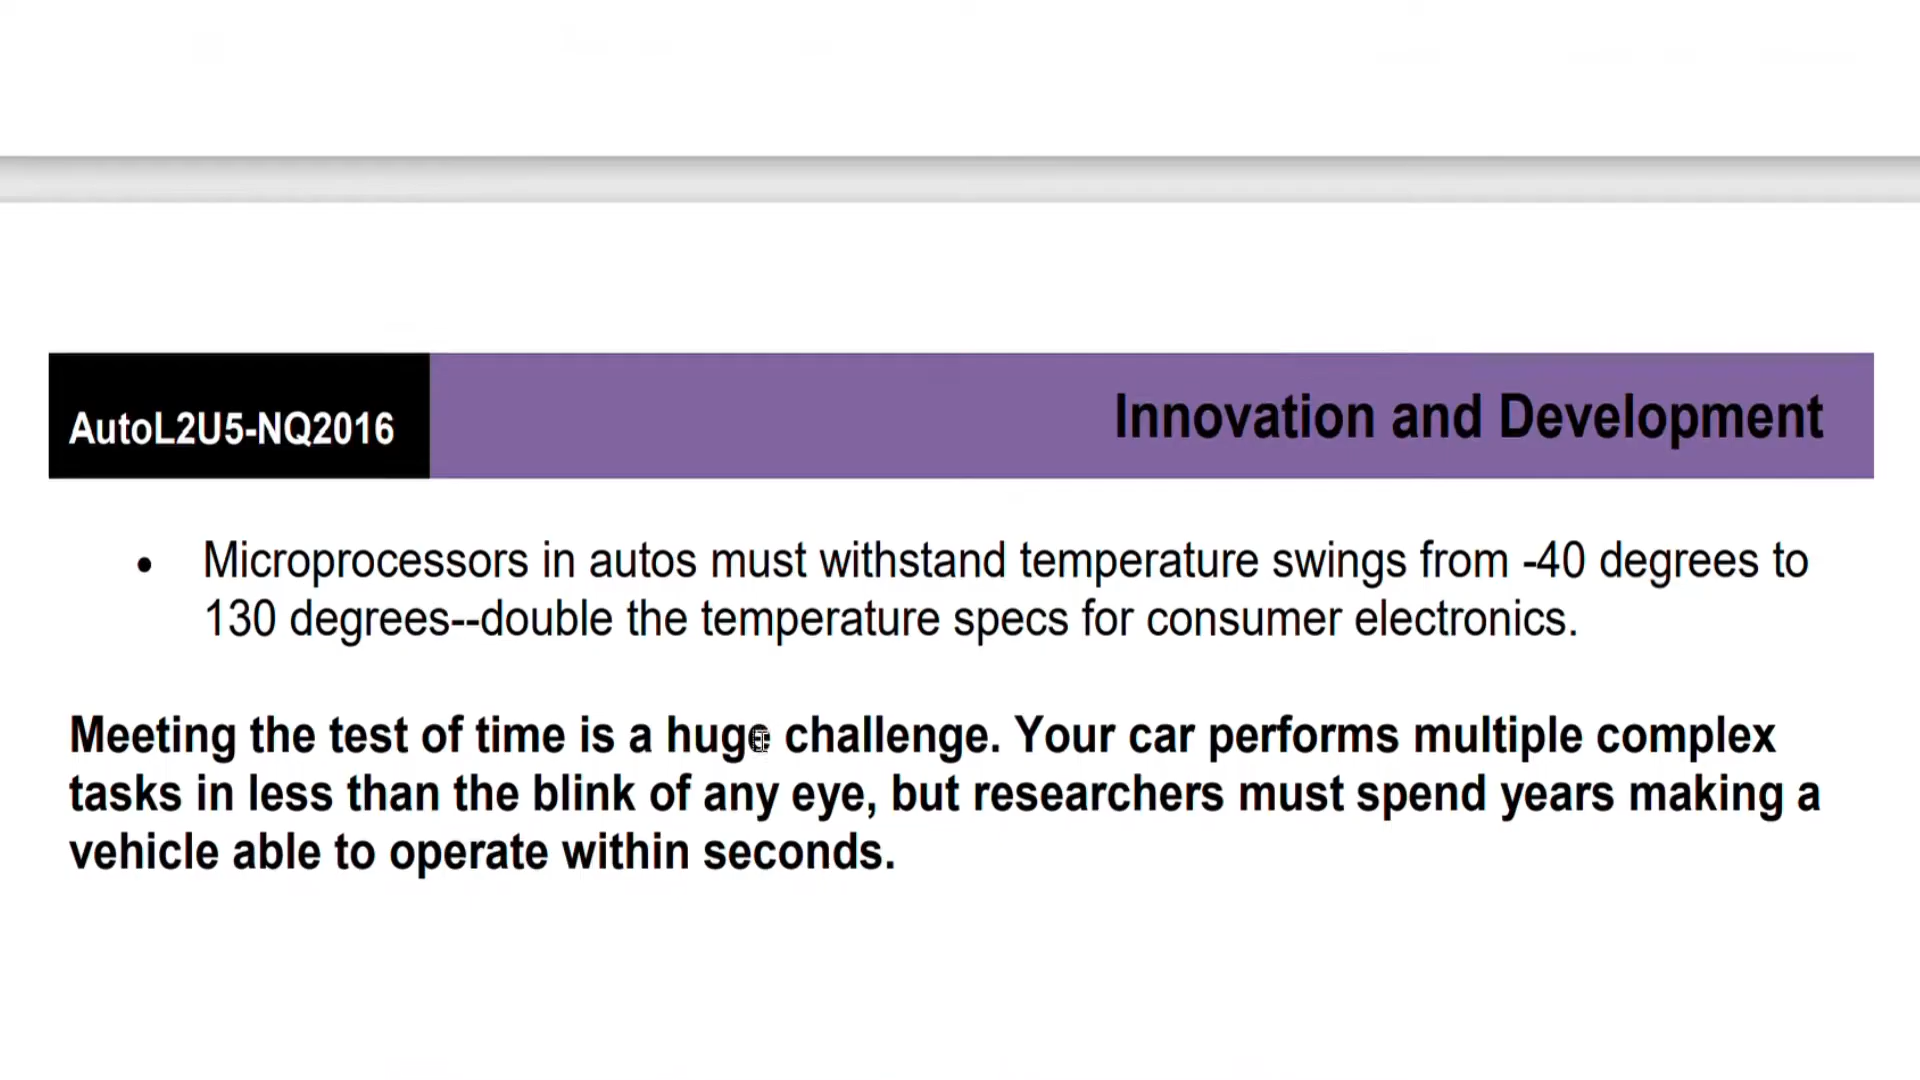 AutoL2U5-NQ2016
Innovation and Development
• Microprocessors in autos must withstand temperature swings from -40 degrees to
130 degrees--double the temperature specs for consumer electronics.
Meeting the test of time is a huge challenge. Your car performs multiple complex
tasks in less than the blink of any eye, but researchers must spend years making a
vehicle able to operate within seconds.